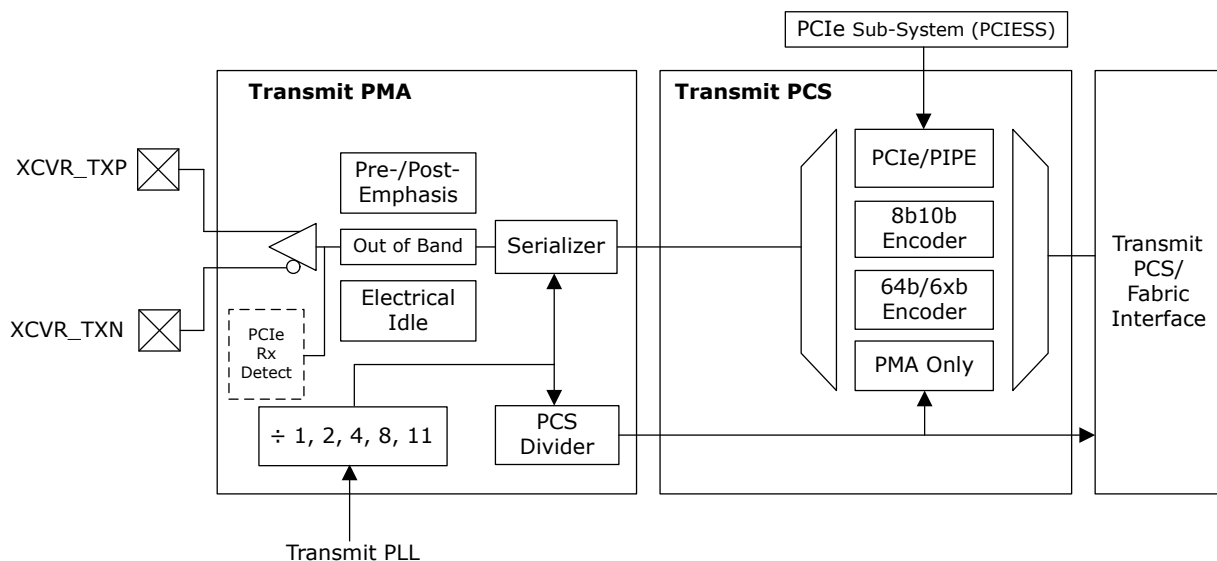 PCIe Sub-System (PCIESS)
Transmit PMA
Transmit PCS
XCVR_TXP
Pre-/Post-
Emphasis
PCIe/PIPE
Out of Band
Serializer
8b10b
Encoder
Transmit
PCS/
Fabric
Interface
XCVR_TXN
Electrical
Idle
64b/6xb
Encoder
PCIe
Rx
Detect
PMA Only
÷ 1, 2, 4, 8, 11
PCS
Divider
Transmit PLL